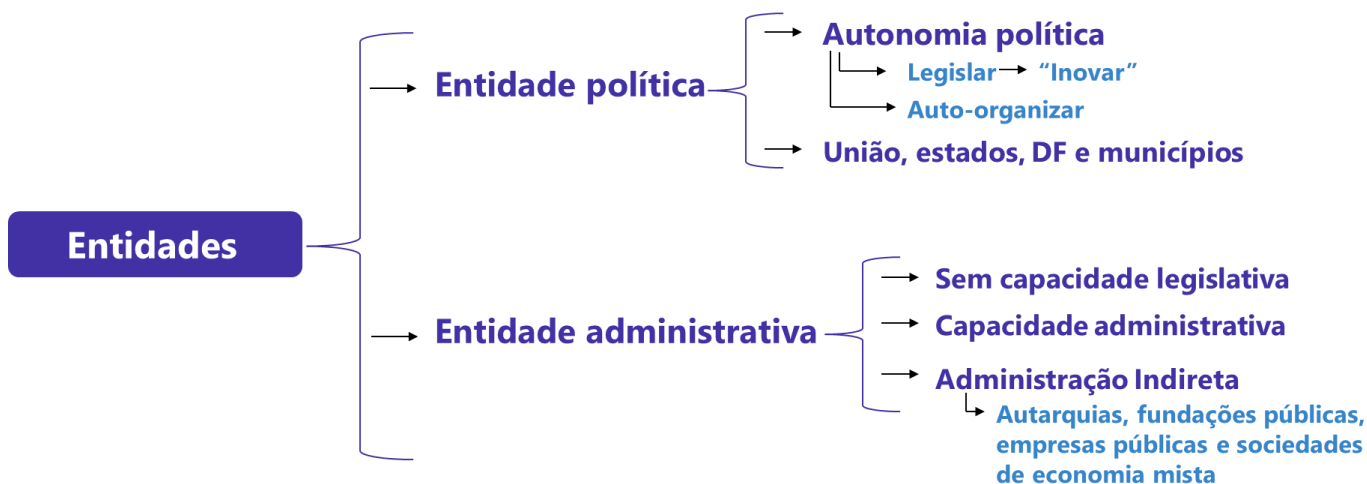 Entidades
Entidade política
Autonomia política
Legislar
“Inovar”
Auto-organizar
União, estados, DF e municípios
Entidade administrativa
Sem capacidade legislativa
Capacidade administrativa
Administração Indireta
Autarquias, fundações públicas,
empresas públicas e sociedades
de economia mista